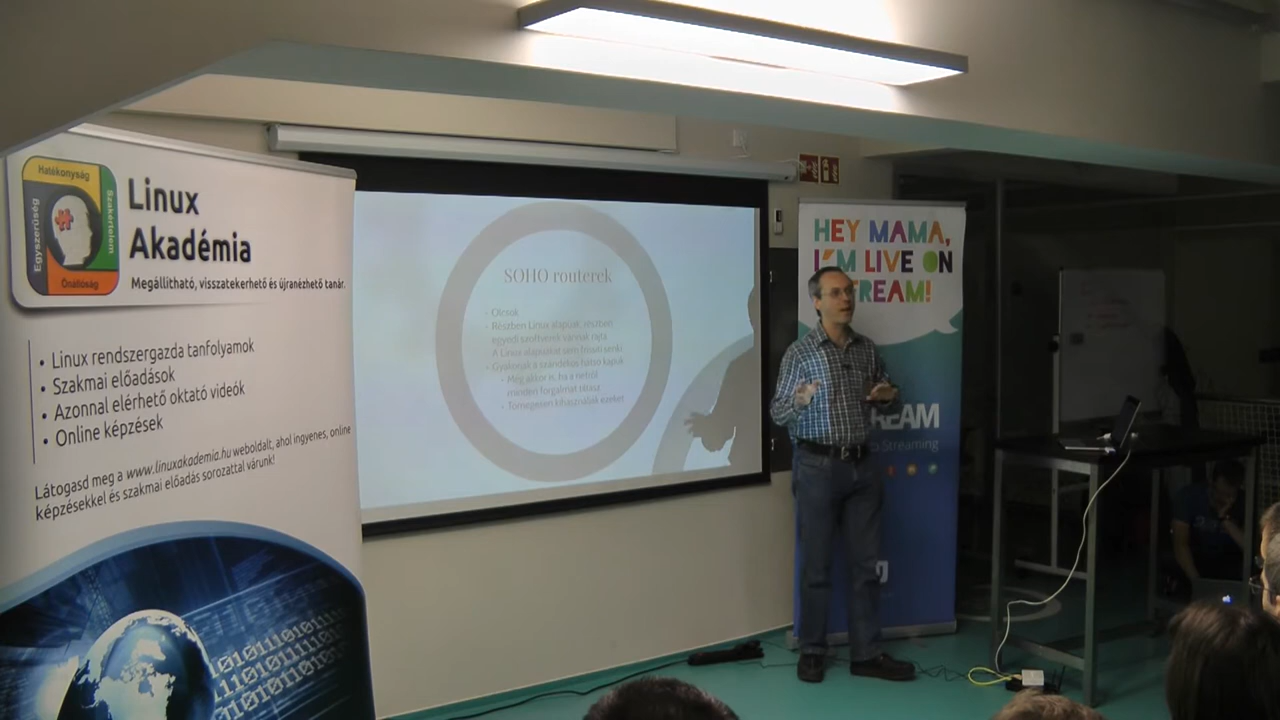 Hatékonyság
Egyszerűség
Szakértelem
Önállóság
Linux
Akadémia
Megállítható, visszatekerhető és újranézhető tanár.
• Linux rendszergazda tanfolyamok
• Szakmai előadások
• Azonnal elérhető oktató videók
• Online képzések
Látogasd meg a www.linuxakademia.hu weboldalt, ahol ingyenes, online
képzésekkel és szakmai előadás sorozattal várunk!
SOHO routerek
- Olcsók
- Részben Linux alapúak, részben
egyedi szoftverek vannak rajta
A Linux alapúakat sem frissíti senki
- Gyakoriak a szándékos hátsó kapuk
- Még akkor is, ha a netről
minden forgalmat tiltasz
- Tömegesen kihasználják ezeket
HEY MAMA,
I'M LIVE ON
TREAM!
REAM
o Streaming
g